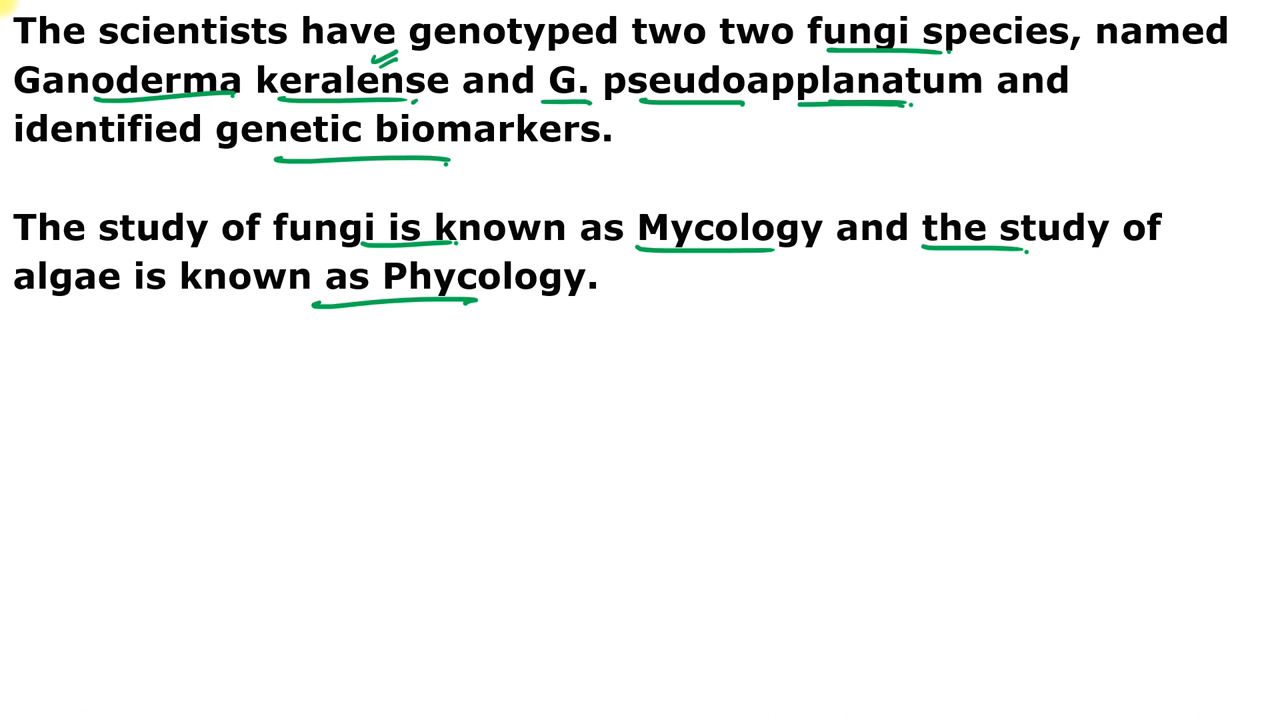 The scientists have genotyped two two fungi species, named
Ganoderma keralense and G. pseudoapplanatum and
identified genetic biomarkers.
The study of fungi is known as Mycology and the study of
algae is known as Phycology.